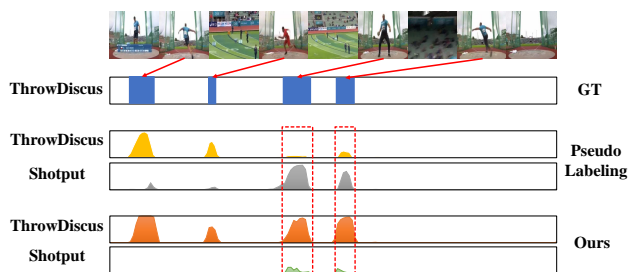 ThrowDiscus GT
ThrowDiscus
Pseudo
Labeling
Shotput
ThrowDiscus
Ours
Shotput